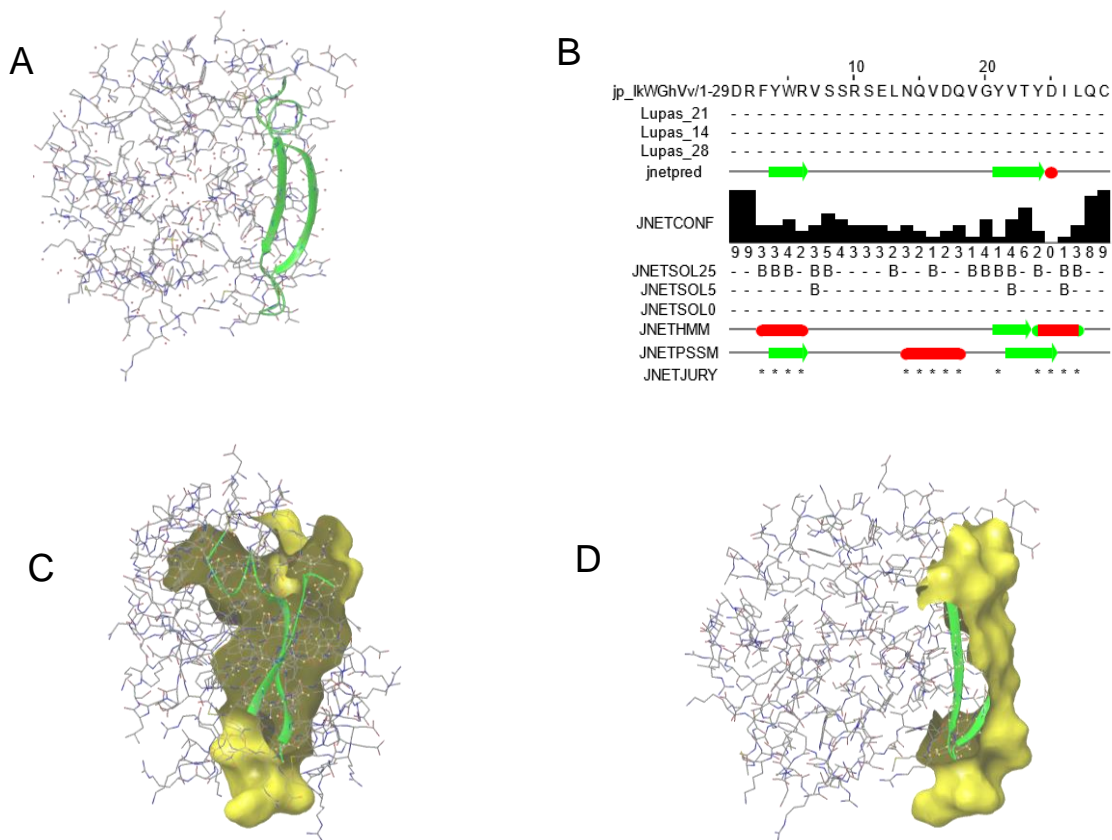 A
B
10 20
jp_lkWGhVv/1-29 D R F Y W R V S S R S E L N Q V D Q V G Y V T Y D I L Q C
Lupas_21 - - - - - - - - - - - - - - - - - - - - - - - - - - - - -
Lupas_14 - - - - - - - - - - - - - - - - - - - - - - - - - - - - -
Lupas_28 - - - - - - - - - - - - - - - - - - - - - - - - - - - - -
jnetpred
JNETCONF
9 9 3 3 4 2 3 5 4 3 3 3 2 3 2 1 2 3 1 4 1 4 6 2 0 1 3 8 9
JNETSOL25 - - B B B - B B - - - - B - - B - - B B B B - B - B B - -
JNETSOL5 - - - - - - B - - - - - - - - - - - - - - B - - - B - - -
JNETSOL0 - - - - - - - - - - - - - - - - - - - - - - - - - - - - -
JNETHMM
JNETPSSM
JNETJURY * * * * * * * * * * * * * *
C
D